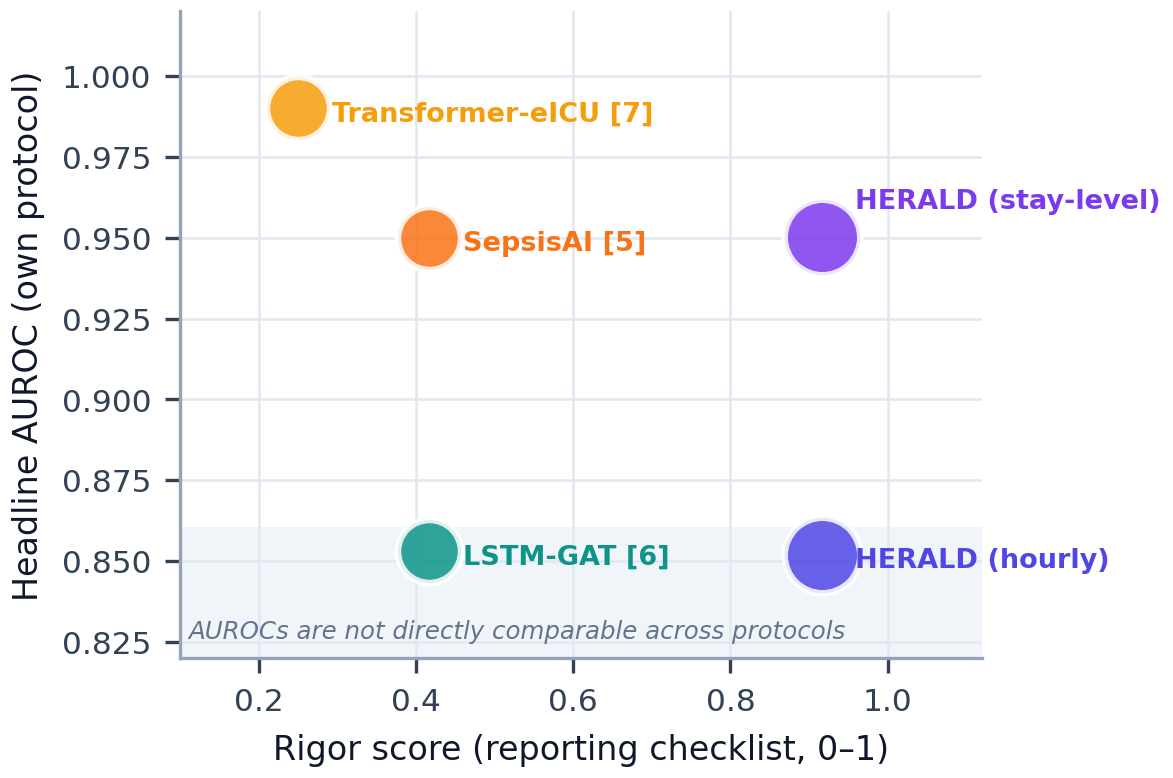 Headline AUROC (own protocol)
1.000
0.975
0.950
0.925
0.900
0.875
0.850
0.825
Transformer-eICU [7]
HERALD (stay-level)
SepsisAI [5]
LSTM-GAT [6]
HERALD (hourly)
AUROCs are not directly comparable across protocols
0.2 0.4 0.6 0.8 1.0
Rigor score (reporting checklist, 0–1)